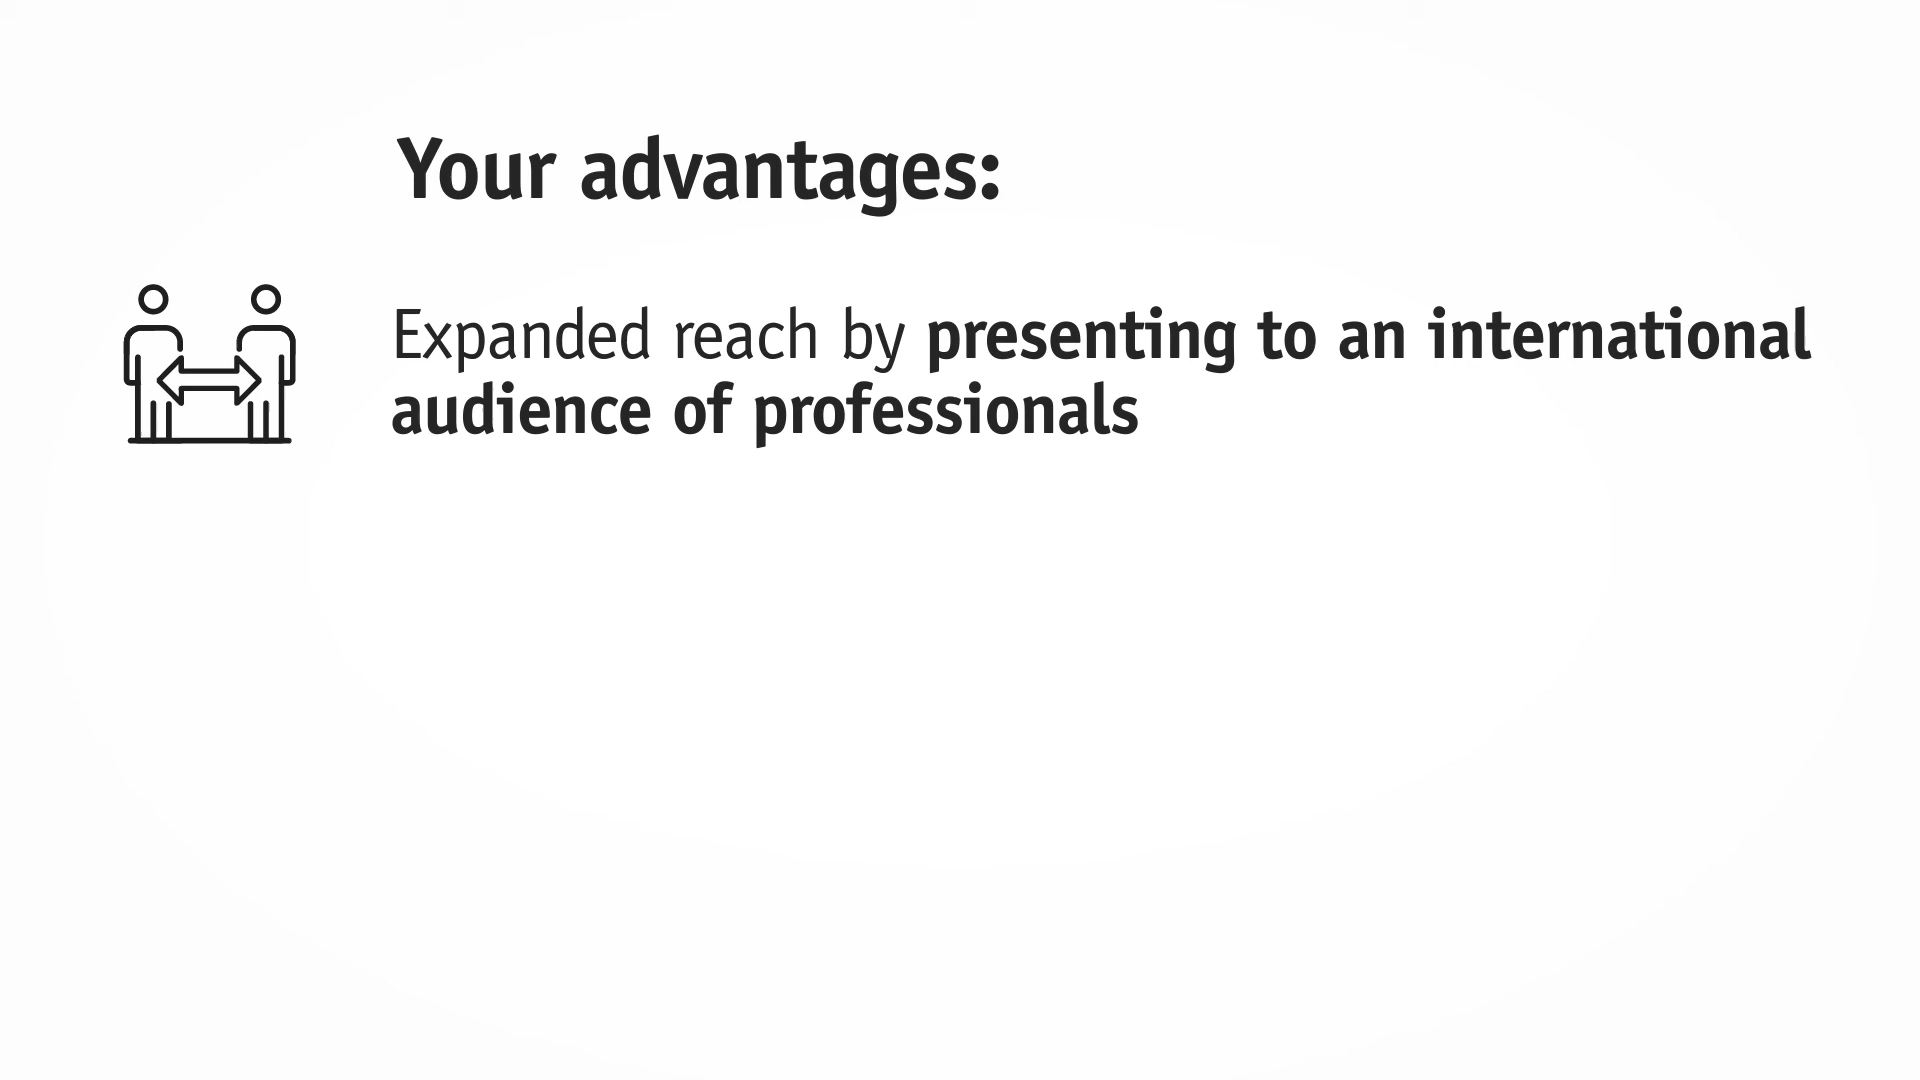 Your advantages:
Expanded reach by presenting to an international
audience of professionals